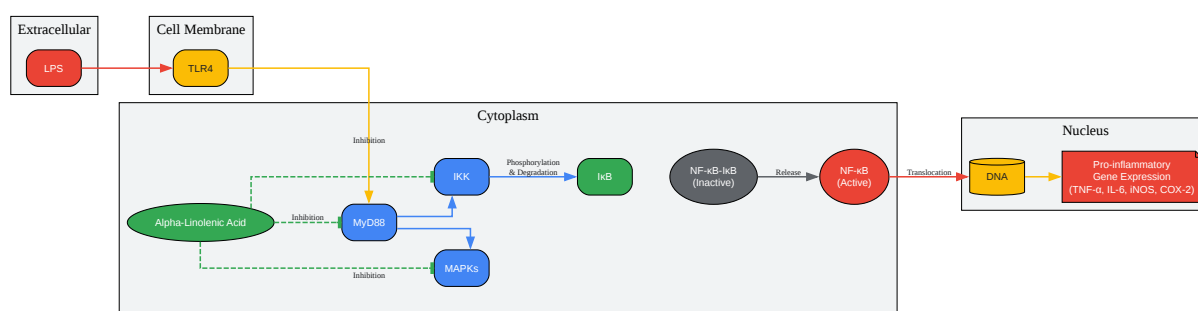 Extracellular
Cell Membrane
LPS
TLR4
Cytoplasm
Nucleus
Inhibition
IKK
Phosphorylation
& Degradation
IκB
NF-κB-IκB
(Inactive)
Release
NF-κB
(Active)
Translocation
DNA
Pro-inflammatory
Gene Expression
(TNF-α, IL-6, iNOS, COX-2)
Alpha-Linolenic Acid
Inhibition
MyD88
MAPKs
Inhibition